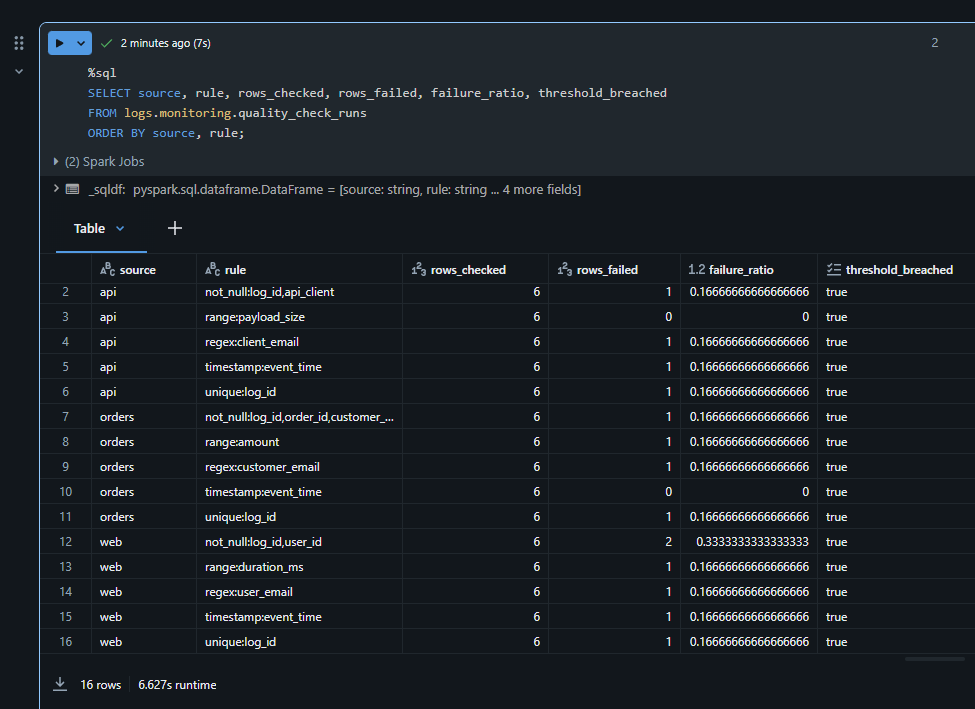 2 minutes ago (7s) 2
%sql
SELECT source, rule, rows_checked, rows_failed, failure_ratio, threshold_breached
FROM logs.monitoring.quality_check_runs
ORDER BY source, rule;
(2) Spark Jobs
_sqldf: pyspark.sql.dataframe.DataFrame = [source: string, rule: string ... 4 more fields]
Table +
ABC source ABC rule 123 rows_checked 123 rows_failed 1.2 failure_ratio threshold_breached
2 api not_null:log_id,api_client 6 1 0.16666666666666666 true
3 api range:payload_size 6 0 0 true
4 api regex:client_email 6 1 0.16666666666666666 true
5 api timestamp:event_time 6 1 0.16666666666666666 true
6 api unique:log_id 6 1 0.16666666666666666 true
7 orders not_null:log_id,order_id,customer_... 6 1 0.16666666666666666 true
8 orders range:amount 6 1 0.16666666666666666 true
9 orders regex:customer_email 6 1 0.16666666666666666 true
10 orders timestamp:event_time 6 0 0 true
11 orders unique:log_id 6 1 0.16666666666666666 true
12 web not_null:log_id,user_id 6 2 0.3333333333333333 true
13 web range:duration_ms 6 1 0.16666666666666666 true
14 web regex:user_email 6 1 0.16666666666666666 true
15 web timestamp:event_time 6 1 0.16666666666666666 true
16 web unique:log_id 6 1 0.16666666666666666 true
16 rows 6.627s runtime